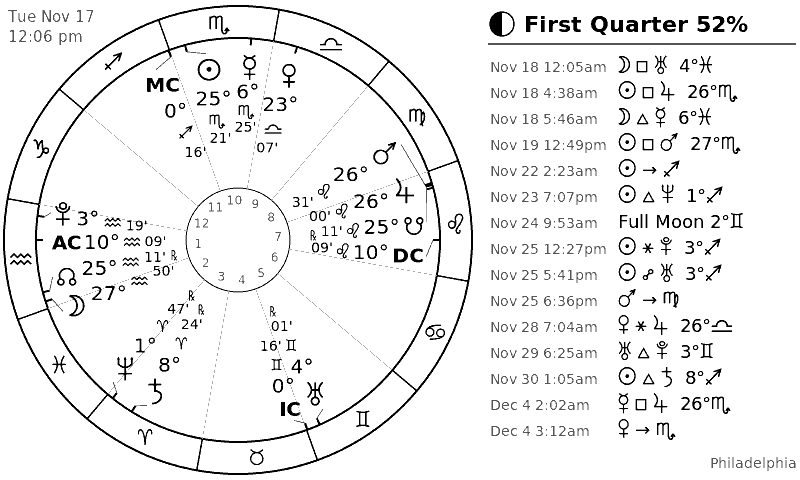 Tue Nov 17
12:06 pm
First Quarter 52%
Nov 18 12:05am ☽ □ ♅ 4°♓
Nov 18 4:38am ☉ □ ♃ 26°♏
Nov 18 5:46am ☽ △ ☿ 6°♓
Nov 19 12:49pm ☉ □ ♂ 27°♏
Nov 22 2:23am ☉ → ♐
Nov 23 7:07pm ☉ △ ♆ 1°♐
Nov 24 9:53am Full Moon 2°♊
Nov 25 12:27pm ☉ ⚹ ♇ 3°♐
Nov 25 5:41pm ☉ ☍ ♅ 3°♐
Nov 25 6:36pm ♂ → ♍
Nov 28 7:04am ♀ ⚹ ♃ 26°♎
Nov 29 6:25am ♅ △ ♇ 3°♊
Nov 30 1:05am ☉ △ ♄ 8°♐
Dec 4 2:02am ☿ □ ♃ 26°♏
Dec 4 3:12am ♀ → ♏
Philadelphia
♏
♎
♍
♌
♋
♊
♉
♈
♓
♒
♑
♐
MC 0° ♐ 16'
☉ 25° ♏ 21'
☿ 6° ♏ 25'
♀ 23° ♎ 07'
♂ 26° ♌ 31'
♃ 26° ♌ 00'
☋ 25° ♌ 11' ℞
DC 10° ♌ 09'
♇ 3° ♒ 19'
AC 10° ♒ 09'
☊ 25° ♒ 11' ℞
☽ 27° ♒ 50'
♆ 1° ♈ 47' ℞
♄ 8° ♈ 24' ℞
♅ 4° ♊ 01' ℞
IC 0° ♊ 16'
1
2
3
4
5
6
7
8
9
10
11
12